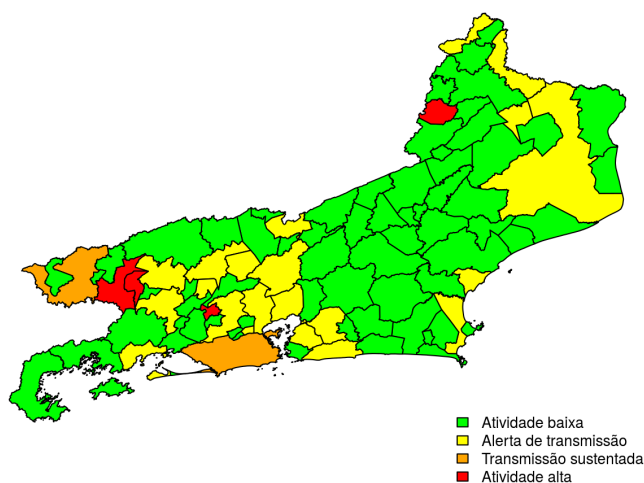 Atividade baixa
Alerta de transmissão
Transmissão sustentada
Atividade alta